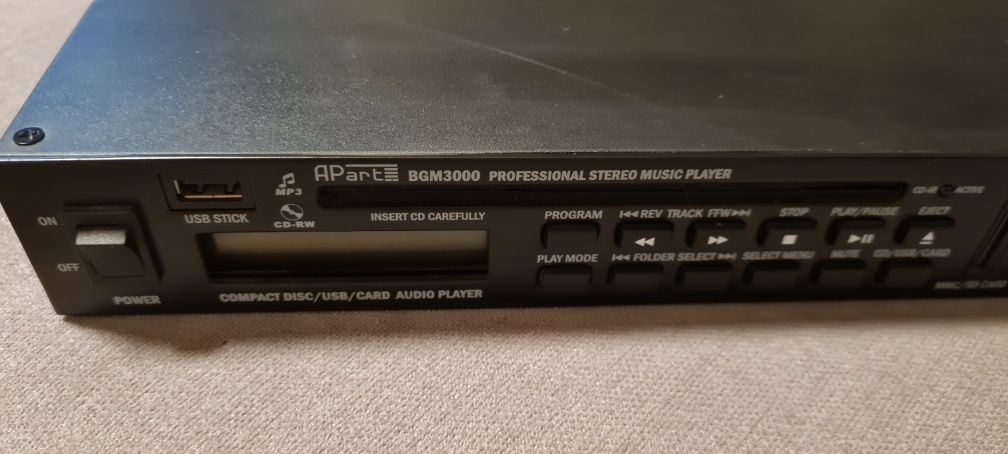 APart BGM3000 PROFESSIONAL STEREO MUSIC PLAYER
ON
OFF
POWER
USB STICK
MP3
CD-RW
INSERT CD CAREFULLY
COMPACT DISC/USB/CARD AUDIO PLAYER
PROGRAM
REV TRACK FFW
STOP
PLAY/PAUSE
EJECT
CD-IR ACTIVE
PLAY MODE
FOLDER SELECT
SELECT MENU
MUTE
CD/USB/CARD
MMC/SD CARD